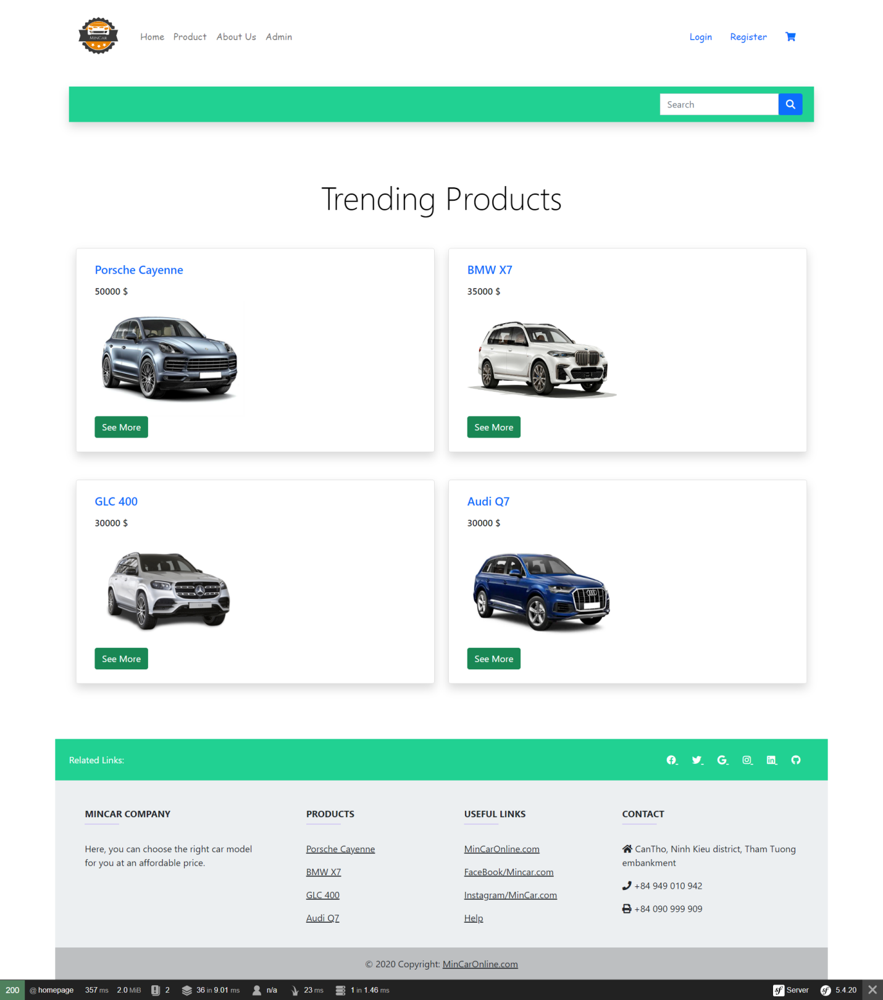 MINCAR
Home Product About Us Admin
Login Register
Search
Trending Products
Porsche Cayenne
50000 $
See More
BMW X7
35000 $
See More
GLC 400
30000 $
See More
Audi Q7
30000 $
See More
Related Links:
MINCAR COMPANY
Here, you can choose the right car model
for you at an affordable price.
PRODUCTS
Porsche Cayenne
BMW X7
GLC 400
Audi Q7
USEFUL LINKS
MinCarOnline.com
FaceBook/Mincar.com
Instagram/MinCar.com
Help
CONTACT
CanTho, Ninh Kieu district, Tham Tuong
embankment
+84 949 010 942
+84 090 999 909
© 2020 Copyright: MinCarOnline.com
200 @ homepage 357 ms 2.0 MiB 2 36 in 9.01 ms n/a 23 ms 1 in 1.46 ms Server 5.4.20